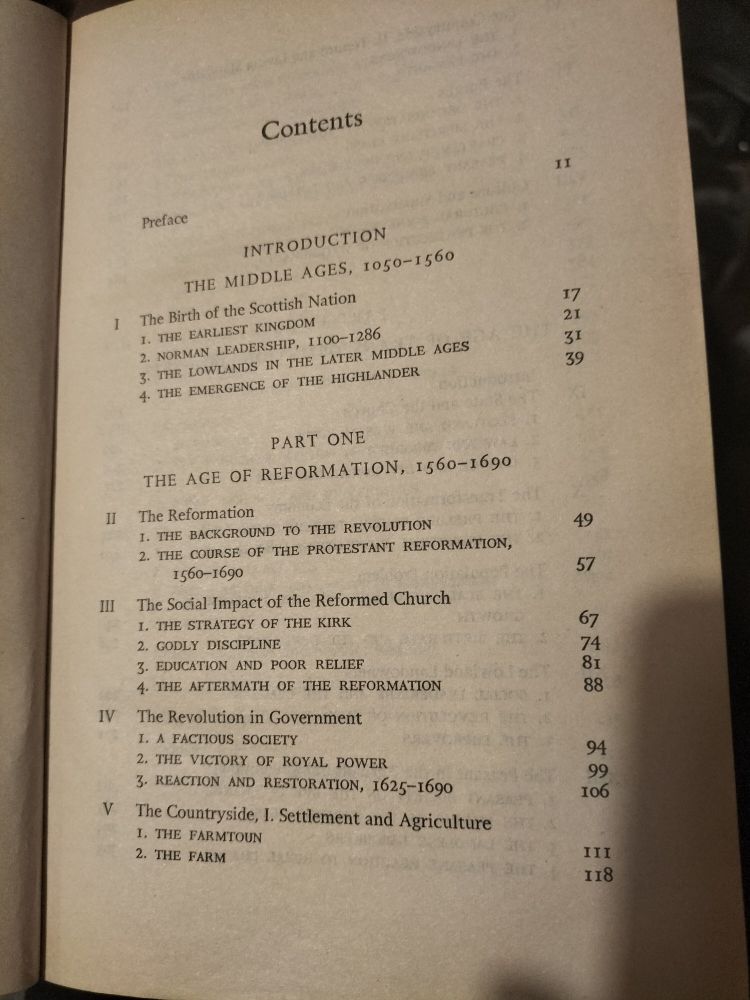 Contents
Preface 11
INTRODUCTION
THE MIDDLE AGES, 1050–1560
I The Birth of the Scottish Nation
1. THE EARLIEST KINGDOM 17
2. NORMAN LEADERSHIP, 1100–1286 21
3. THE LOWLANDS IN THE LATER MIDDLE AGES 31
4. THE EMERGENCE OF THE HIGHLANDER 39
PART ONE
THE AGE OF REFORMATION, 1560–1690
II The Reformation
1. THE BACKGROUND TO THE REVOLUTION 49
2. THE COURSE OF THE PROTESTANT REFORMATION,
1560–1690 57
III The Social Impact of the Reformed Church
1. THE STRATEGY OF THE KIRK 67
2. GODLY DISCIPLINE 74
3. EDUCATION AND POOR RELIEF 81
4. THE AFTERMATH OF THE REFORMATION 88
IV The Revolution in Government
1. A FACTIOUS SOCIETY 94
2. THE VICTORY OF ROYAL POWER 99
3. REACTION AND RESTORATION, 1625–1690 106
V The Countryside, I. Settlement and Agriculture
1. THE FARMTOUN 111
2. THE FARM 118